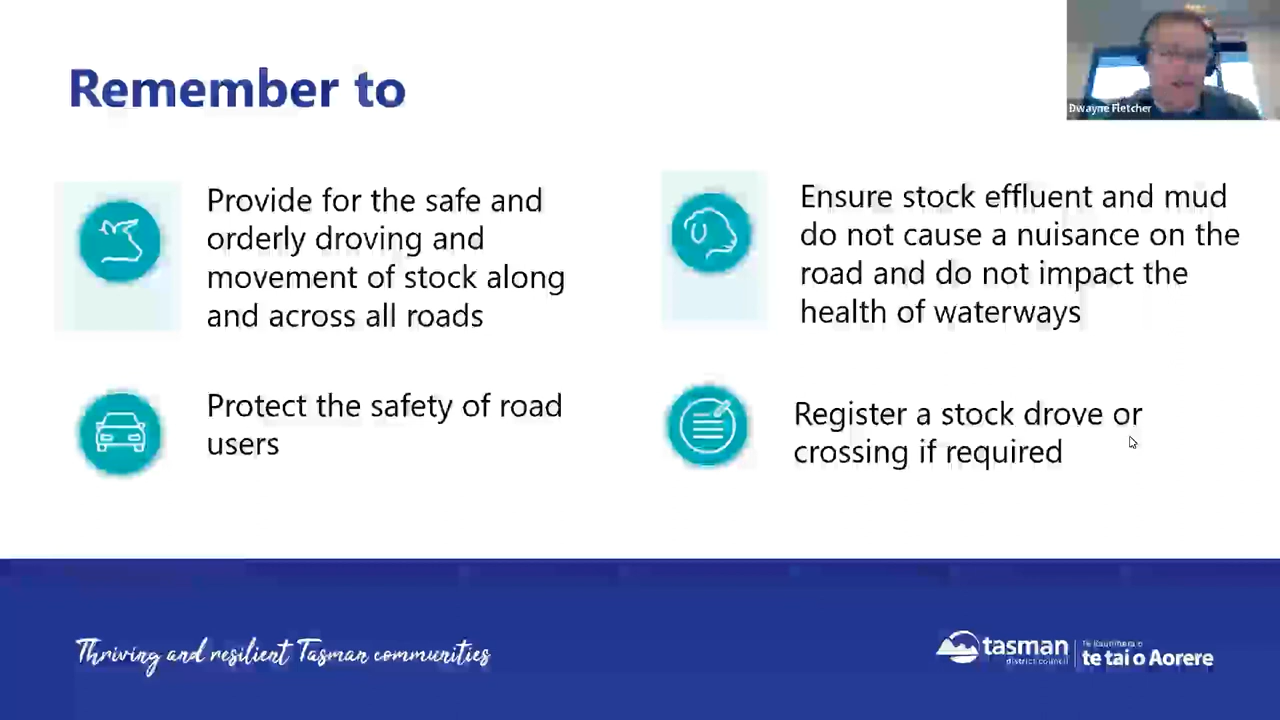 Remember to
Dwayne Fletcher
Provide for the safe and
orderly droving and
movement of stock along
and across all roads
Ensure stock effluent and mud
do not cause a nuisance on the
road and do not impact the
health of waterways
Protect the safety of road
users
Register a stock drove or
crossing if required
Thriving and resilient Tasman communities
tasman
district council
Te Kaunihera o
te tai o Aorere